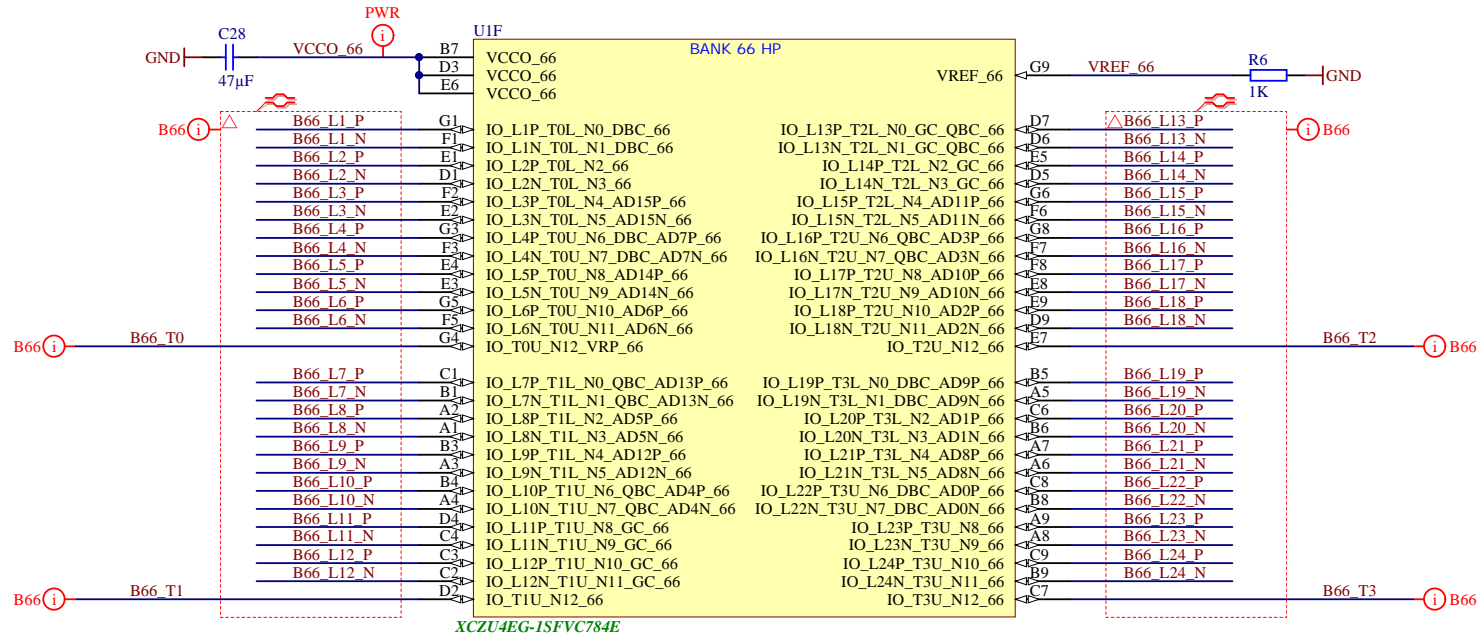 PWR
C28
U1F
BANK 66 HP
GND
VCCO_66
B7
VCCO_66
D3
VCCO_66
E6
VCCO_66
47µF
VREF_66
G9
VREF_66
R6
1K
GND
B66
B66_L1_P G1 IO_L1P_T0L_N0_DBC_66 IO_L13P_T2L_N0_GC_QBC_66 D7 B66_L13_P
B66
B66_L1_N F1 IO_L1N_T0L_N1_DBC_66 IO_L13N_T2L_N1_GC_QBC_66 D6 B66_L13_N
B66_L2_P E1 IO_L2P_T0L_N2_66 IO_L14P_T2L_N2_GC_66 E5 B66_L14_P
B66_L2_N D1 IO_L2N_T0L_N3_66 IO_L14N_T2L_N3_GC_66 D5 B66_L14_N
B66_L3_P F2 IO_L3P_T0L_N4_AD15P_66 IO_L15P_T2L_N4_AD11P_66 G6 B66_L15_P
B66_L3_N E2 IO_L3N_T0L_N5_AD15N_66 IO_L15N_T2L_N5_AD11N_66 F6 B66_L15_N
B66_L4_P G3 IO_L4P_T0U_N6_DBC_AD7P_66 IO_L16P_T2U_N6_QBC_AD3P_66 G8 B66_L16_P
B66_L4_N F3 IO_L4N_T0U_N7_DBC_AD7N_66 IO_L16N_T2U_N7_QBC_AD3N_66 F7 B66_L16_N
B66_L5_P E4 IO_L5P_T0U_N8_AD14P_66 IO_L17P_T2U_N8_AD10P_66 F8 B66_L17_P
B66_L5_N E3 IO_L5N_T0U_N9_AD14N_66 IO_L17N_T2U_N9_AD10N_66 E8 B66_L17_N
B66_L6_P G5 IO_L6P_T0U_N10_AD6P_66 IO_L18P_T2U_N10_AD2P_66 E9 B66_L18_P
B66_L6_N F5 IO_L6N_T0U_N11_AD6N_66 IO_L18N_T2U_N11_AD2N_66 D9 B66_L18_N
B66 B66_T0 G4 IO_T0U_N12_VRP_66 IO_T2U_N12_66 E7 B66_T2 B66
B66_L7_P C1 IO_L7P_T1L_N0_QBC_AD13P_66 IO_L19P_T3L_N0_DBC_AD9P_66 B5 B66_L19_P
B66_L7_N B1 IO_L7N_T1L_N1_QBC_AD13N_66 IO_L19N_T3L_N1_DBC_AD9N_66 A5 B66_L19_N
B66_L8_P A2 IO_L8P_T1L_N2_AD5P_66 IO_L20P_T3L_N2_AD1P_66 C6 B66_L20_P
B66_L8_N A1 IO_L8N_T1L_N3_AD5N_66 IO_L20N_T3L_N3_AD1N_66 B6 B66_L20_N
B66_L9_P B3 IO_L9P_T1L_N4_AD12P_66 IO_L21P_T3L_N4_AD8P_66 A7 B66_L21_P
B66_L9_N A3 IO_L9N_T1L_N5_AD12N_66 IO_L21N_T3L_N5_AD8N_66 A6 B66_L21_N
B66_L10_P B4 IO_L10P_T1U_N6_QBC_AD4P_66 IO_L22P_T3U_N6_DBC_AD0P_66 C8 B66_L22_P
B66_L10_N A4 IO_L10N_T1U_N7_QBC_AD4N_66 IO_L22N_T3U_N7_DBC_AD0N_66 B8 B66_L22_N
B66_L11_P D4 IO_L11P_T1U_N8_GC_66 IO_L23P_T3U_N8_66 A9 B66_L23_P
B66_L11_N C4 IO_L11N_T1U_N9_GC_66 IO_L23N_T3U_N9_66 A8 B66_L23_N
B66_L12_P C3 IO_L12P_T1U_N10_GC_66 IO_L24P_T3U_N10_66 C9 B66_L24_P
B66_L12_N C2 IO_L12N_T1U_N11_GC_66 IO_L24N_T3U_N11_66 B9 B66_L24_N
B66 B66_T1 D2 IO_T1U_N12_66 IO_T3U_N12_66 C7 B66_T3 B66
XCZU4EG-1SFVC784E